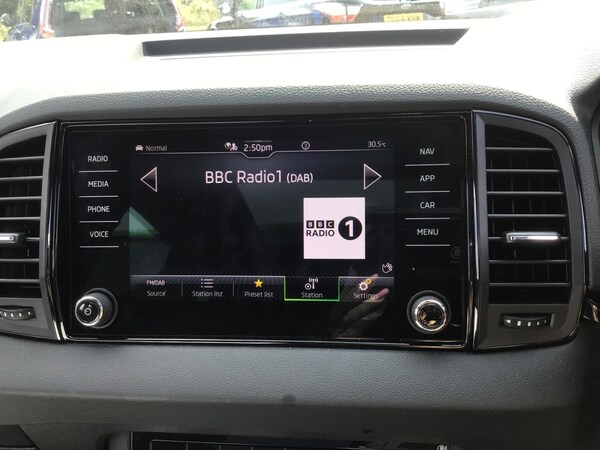 Normal 2:50pm 30.5°C
RADIO
MEDIA
PHONE
VOICE
BBC Radio1 (DAB)
BBC
RADIO 1
NAV
APP
CAR
MENU
FM/DAB
Source
Station list
Preset list
Station
Settings